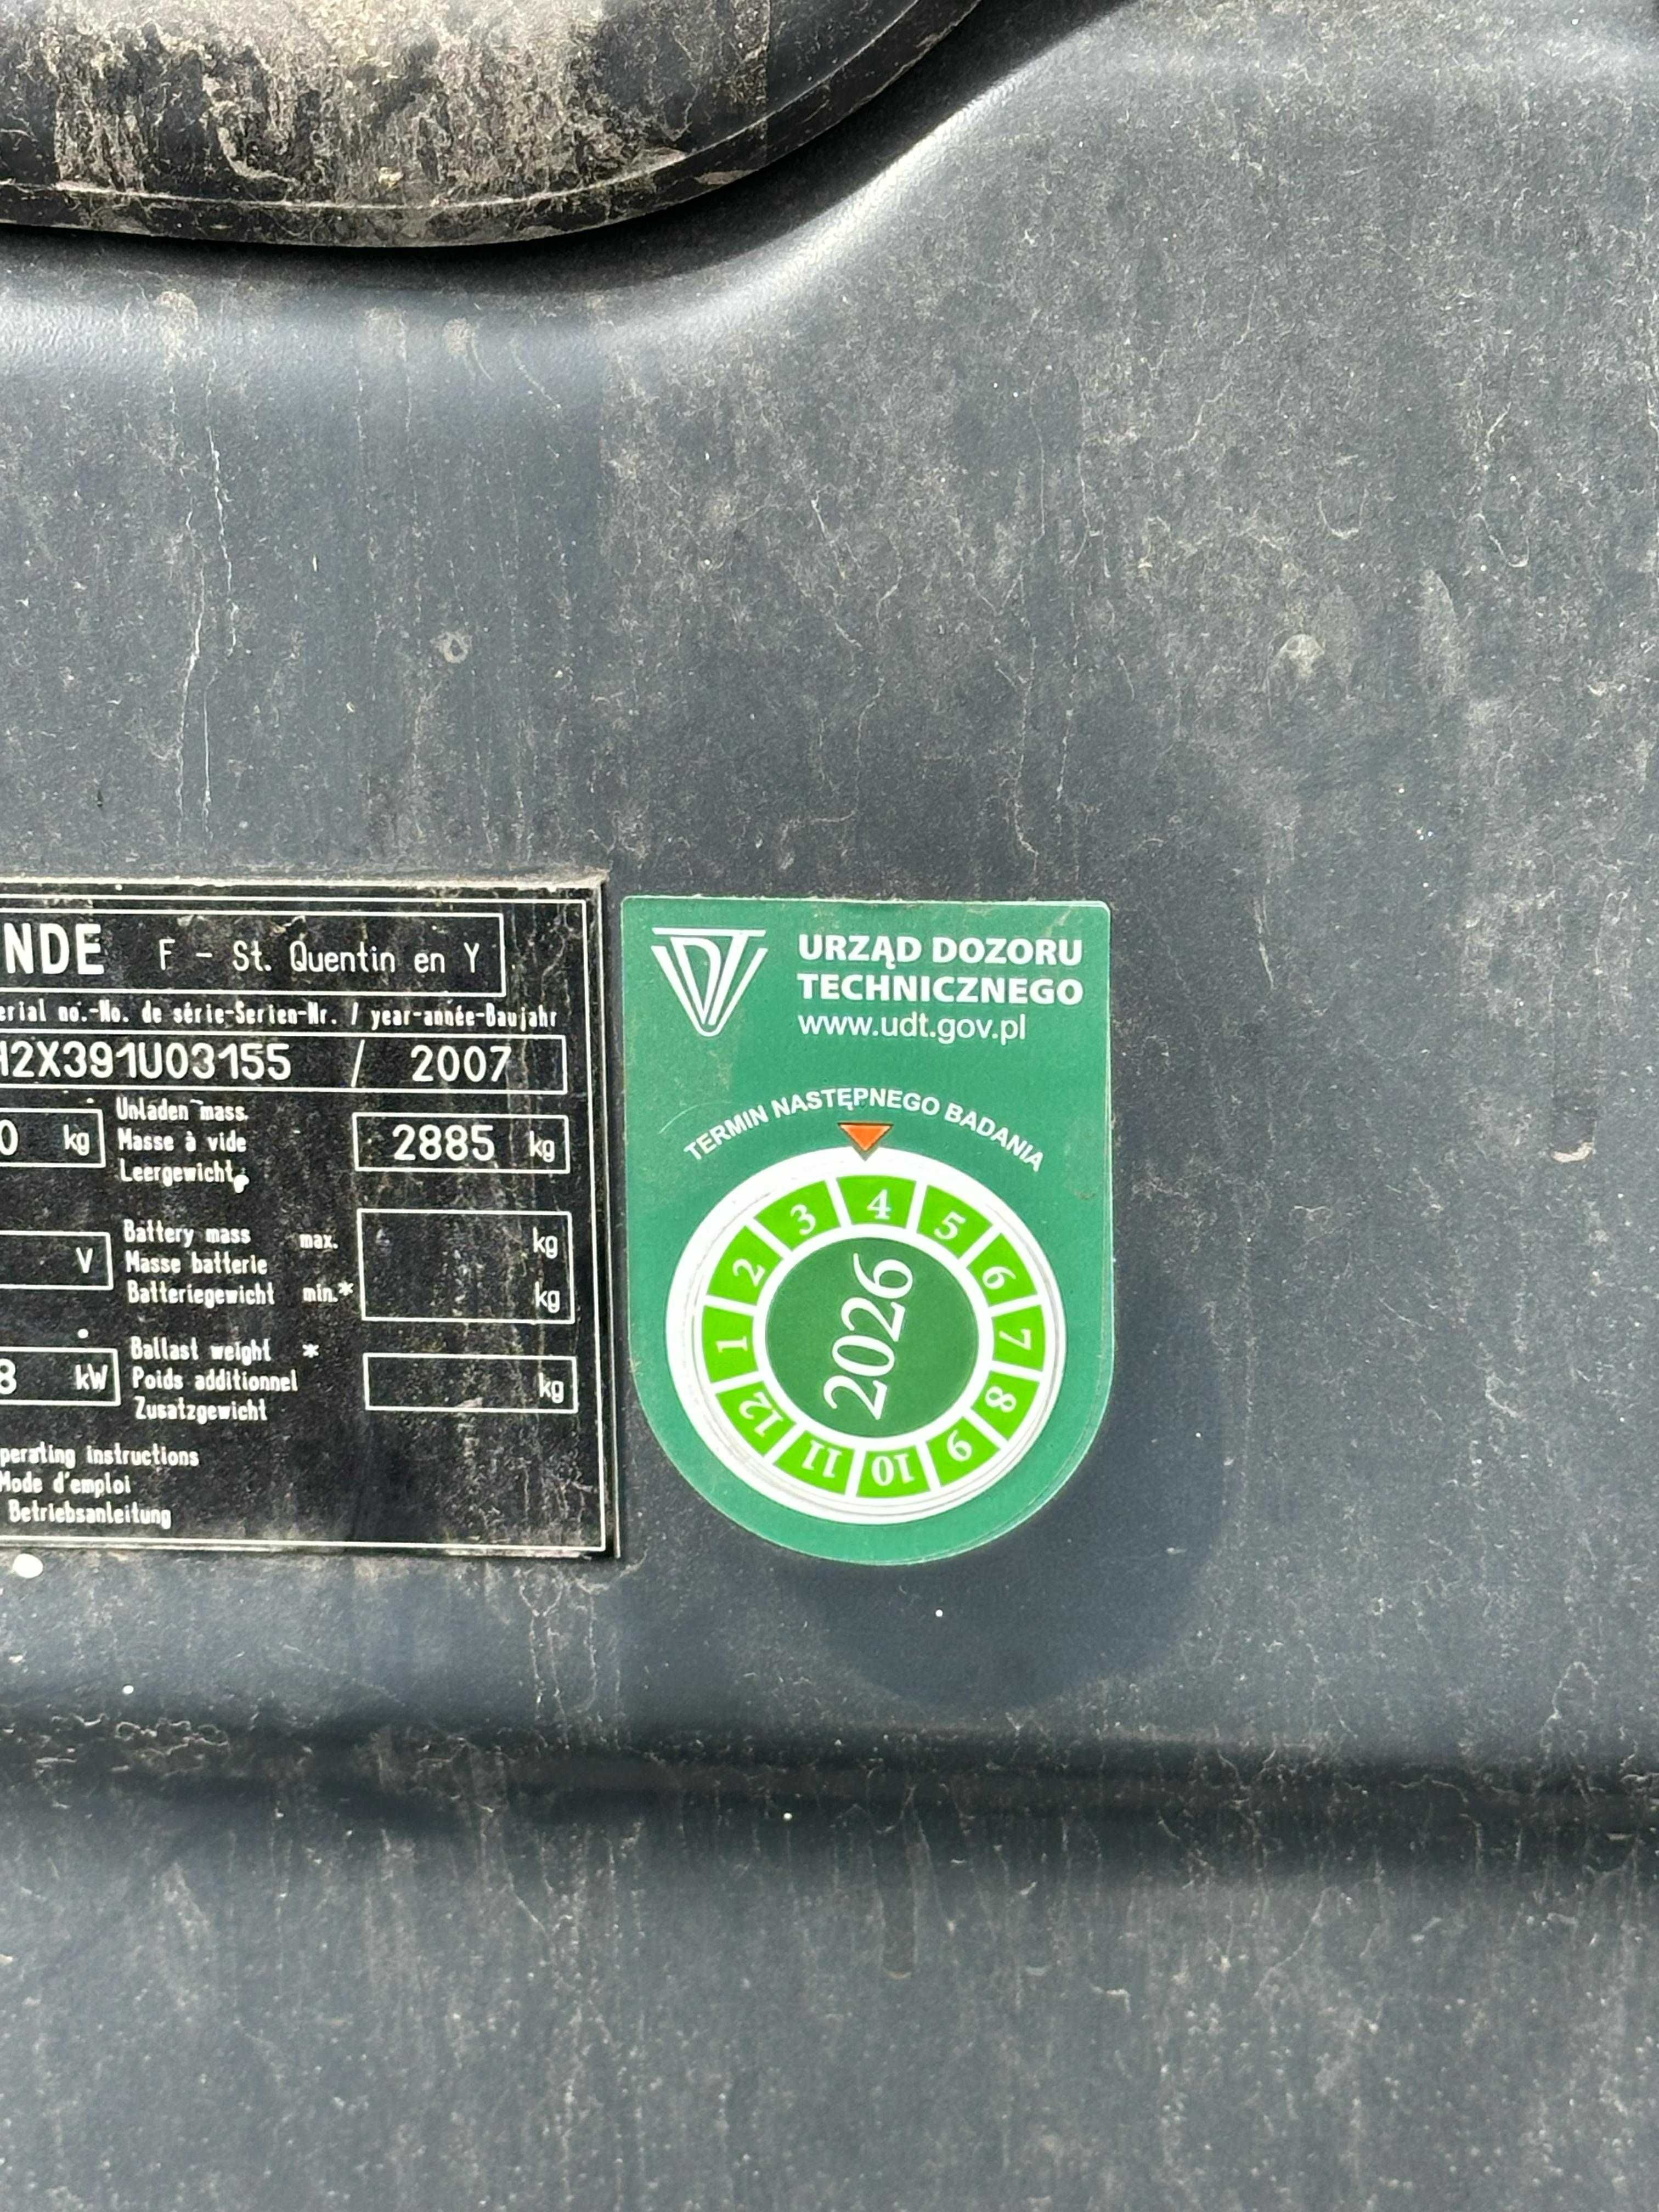 NDE F - St. Quentin en Y
erial no.-No. de série-Serien-Nr. / year-année-Baujahr
H2X391U03155 / 2007
0 kg
Unladen mass
Masse à vide
Leergewicht
2885 kg
V
Battery mass max.
Masse batterie
Batteriegewicht min.*
kg
kg
8 kW
Ballast weight *
Poids additionnel
Zusatzgewicht
kg
perating instructions
Mode d'emploi
Betriebsanleitung
UDT
URZĄD DOZORU
TECHNICZNEGO
www.udt.gov.pl
TERMIN NASTĘPNEGO BADANIA
1 2 3 4 5 6 7 8 9 10 11 12
2026